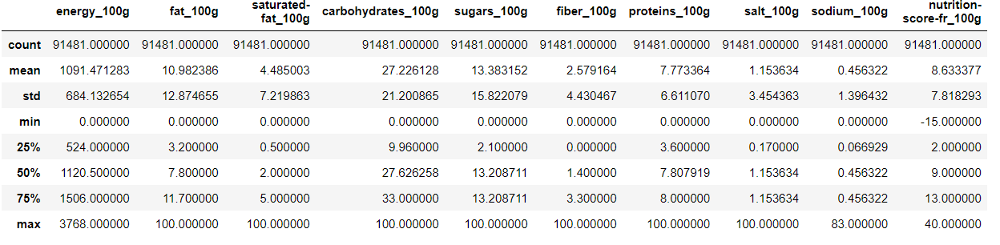 energy_100g fat_100g saturated-fat_100g carbohydrates_100g sugars_100g fiber_100g proteins_100g salt_100g sodium_100g nutrition-score-fr_100g
count 91481.000000 91481.000000 91481.000000 91481.000000 91481.000000 91481.000000 91481.000000 91481.000000 91481.000000 91481.000000
mean 1091.471283 10.982386 4.485003 27.226128 13.383152 2.579164 7.773364 1.153634 0.456322 8.633377
std 684.132654 12.874655 7.219863 21.200865 15.822079 4.430467 6.611070 3.454363 1.396432 7.818293
min 0.000000 0.000000 0.000000 0.000000 0.000000 0.000000 0.000000 0.000000 0.000000 -15.000000
25% 524.000000 3.200000 0.500000 9.960000 2.100000 0.000000 3.600000 0.170000 0.066929 2.000000
50% 1120.500000 7.800000 2.000000 27.626258 13.208711 1.400000 7.807919 1.153634 0.456322 9.000000
75% 1506.000000 11.700000 5.000000 33.000000 13.208711 3.300000 8.000000 1.153634 0.456322 13.000000
max 3768.000000 100.000000 100.000000 100.000000 100.000000 100.000000 100.000000 100.000000 83.000000 40.000000